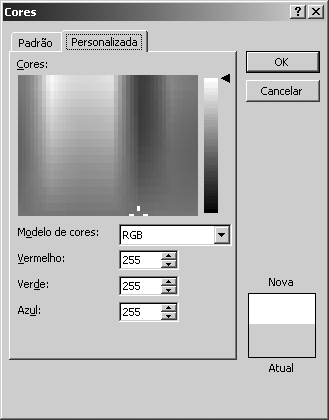 Cores
Padrão Personalizada
Cores:
OK
Cancelar
Modelo de cores: RGB
Vermelho: 255
Verde: 255
Azul: 255
Nova
Atual